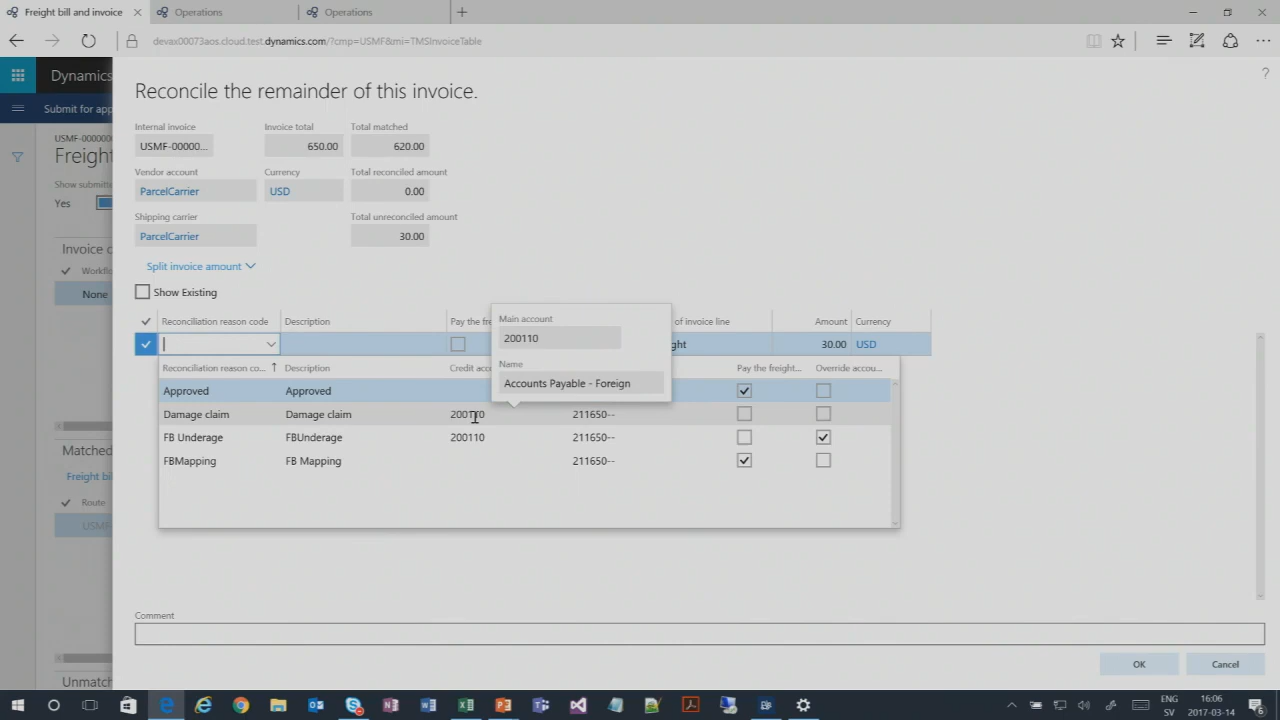 Freight bill and invoice
Operations
Operations
devax00073aos.cloud.test.dynamics.com/?cmp=USMF&mi=TMSInvoiceTable
Dynamics
Submit for app
USMF-000000
Freight
Show submitte
Yes
Invoice c
Workflo
None
Matched
Freight bil
Route
USMF-
Unmatch
?
Reconcile the remainder of this invoice.
Internal invoice
Invoice total
Total matched
USMF-00000...
650.00
620.00
Vendor account
Currency
Total reconciled amount
ParcelCarrier
USD
0.00
Shipping carrier
Total unreconciled amount
ParcelCarrier
30.00
Split invoice amount
Show Existing
Reconciliation reason code
Description
Pay the fre
of invoice line
Amount
Currency
ght
30.00
USD
Main account
200110
Name
Accounts Payable - Foreign
Reconciliation reason co...
Description
Credit accou
Pay the freight...
Override accou...
Approved
Approved
Damage claim
Damage claim
200110
211650--
FB Underage
FBUnderage
200110
211650--
FBMapping
FB Mapping
211650--
Comment
OK
Cancel
ENG
SV
16:06
2017-03-14
6